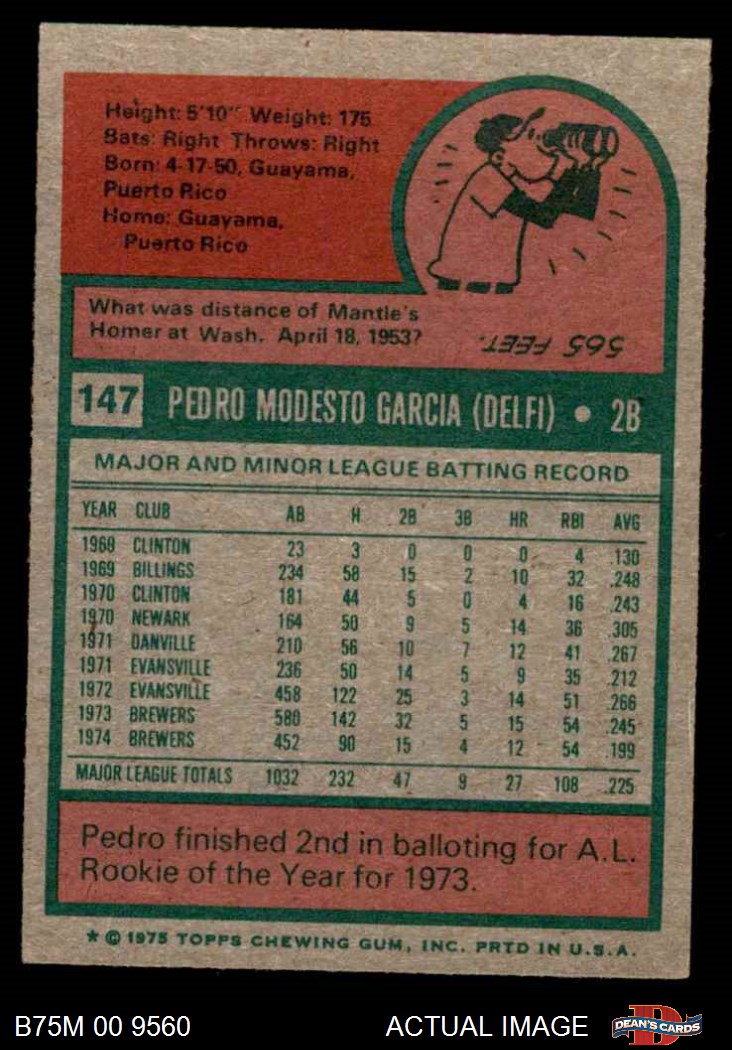 Height: 5'10" Weight: 175
Bats: Right Throws: Right
Born: 4-17-50, Guayama,
Puerto Rico
Home: Guayama,
Puerto Rico
What was distance of Mantle's
Homer at Wash. April 18, 1953?
565 FEET.
147 PEDRO MODESTO GARCIA (DELFI) • 2B
MAJOR AND MINOR LEAGUE BATTING RECORD
YEAR CLUB AB H 2B 3B HR RBI AVG
1969 CLINTON 23 3 0 0 0 4 .130
1969 BILLINGS 234 58 15 2 10 32 .248
1970 CLINTON 181 44 5 0 4 16 .243
1970 NEWARK 164 50 9 5 14 36 .305
1971 DANVILLE 210 56 10 7 12 41 .267
1971 EVANSVILLE 236 50 14 5 9 35 .212
1972 EVANSVILLE 458 122 25 3 14 51 .266
1973 BREWERS 580 142 32 5 15 54 .245
1974 BREWERS 452 90 15 4 12 54 .199
MAJOR LEAGUE TOTALS 1032 232 47 9 27 108 .225
Pedro finished 2nd in balloting for A.L.
Rookie of the Year for 1973.
* © 1975 TOPPS CHEWING GUM, INC. PRTD IN U.S.A.
B75M 00 9560 ACTUAL IMAGE D DEAN'S CARDS